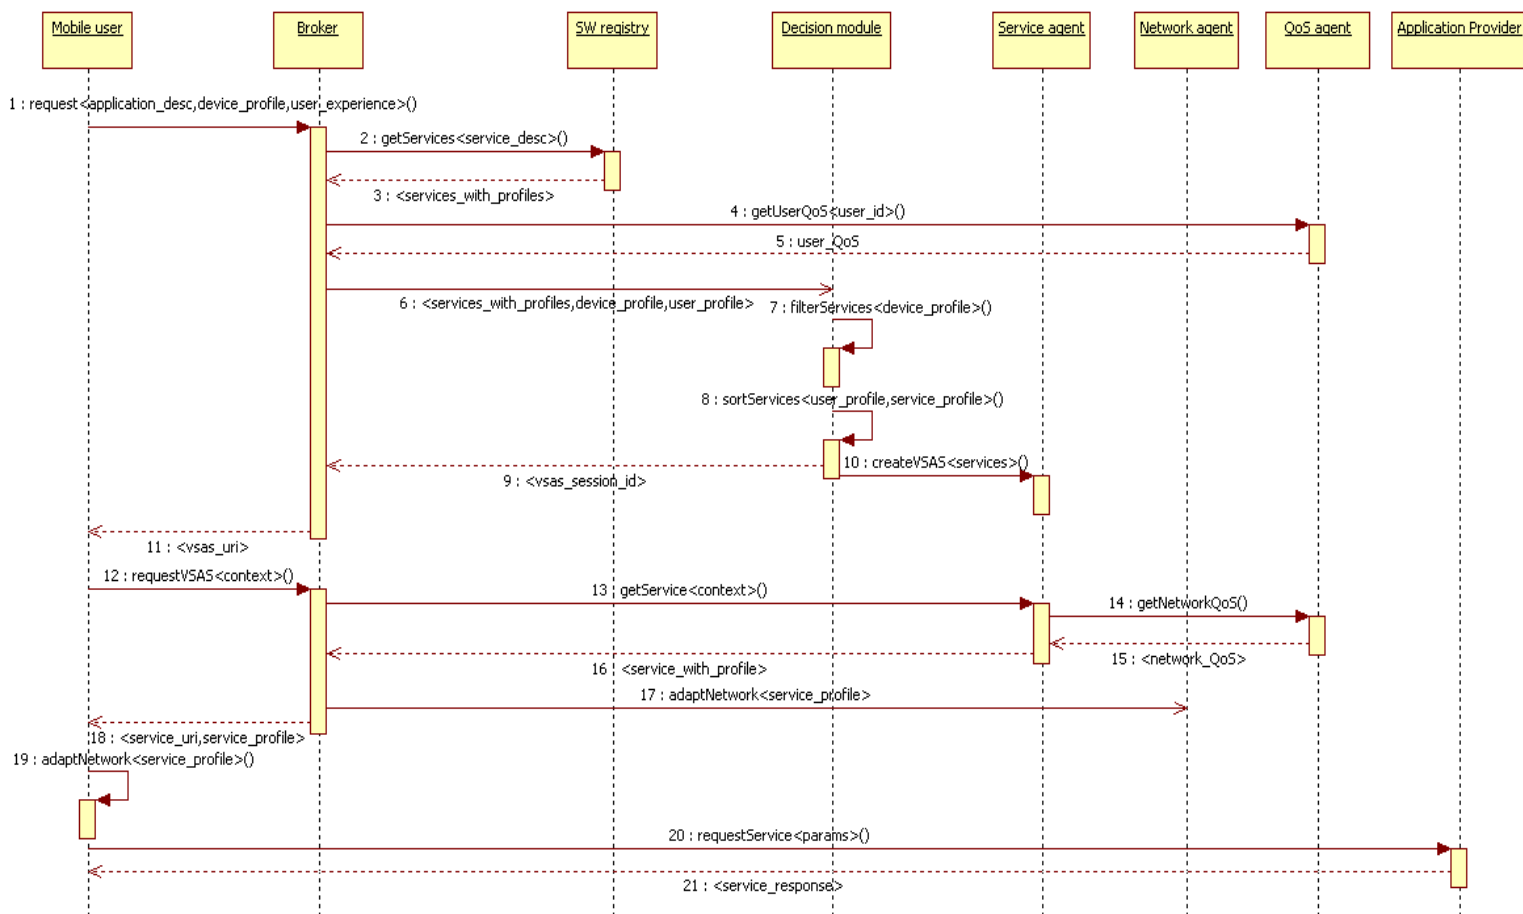 Mobile user
Broker
SW registry
Decision module
Service agent
Network agent
QoS agent
Application Provider
1 : request<application_desc,device_profile,user_experience>()
2 : getServices<service_desc>()
3 : <services_with_profiles>
4 : getUserQoS<user_id>()
5 : user_QoS
6 : <services_with_profiles,device_profile,user_profile>
7 : filterServices<device_profile>()
8 : sortServices<user_profile,service_profile>()
10 : createVSAS<services>()
9 : <vsas_session_id>
11 : <vsas_uri>
12 : requestVSAS<context>()
13 : getService<context>()
14 : getNetworkQoS()
15 : <network_QoS>
16 : <service_with_profile>
17 : adaptNetwork<service_profile>
18 : <service_uri,service_profile>
19 : adaptNetwork<service_profile>()
20 : requestService<params>()
21 : <service_response>